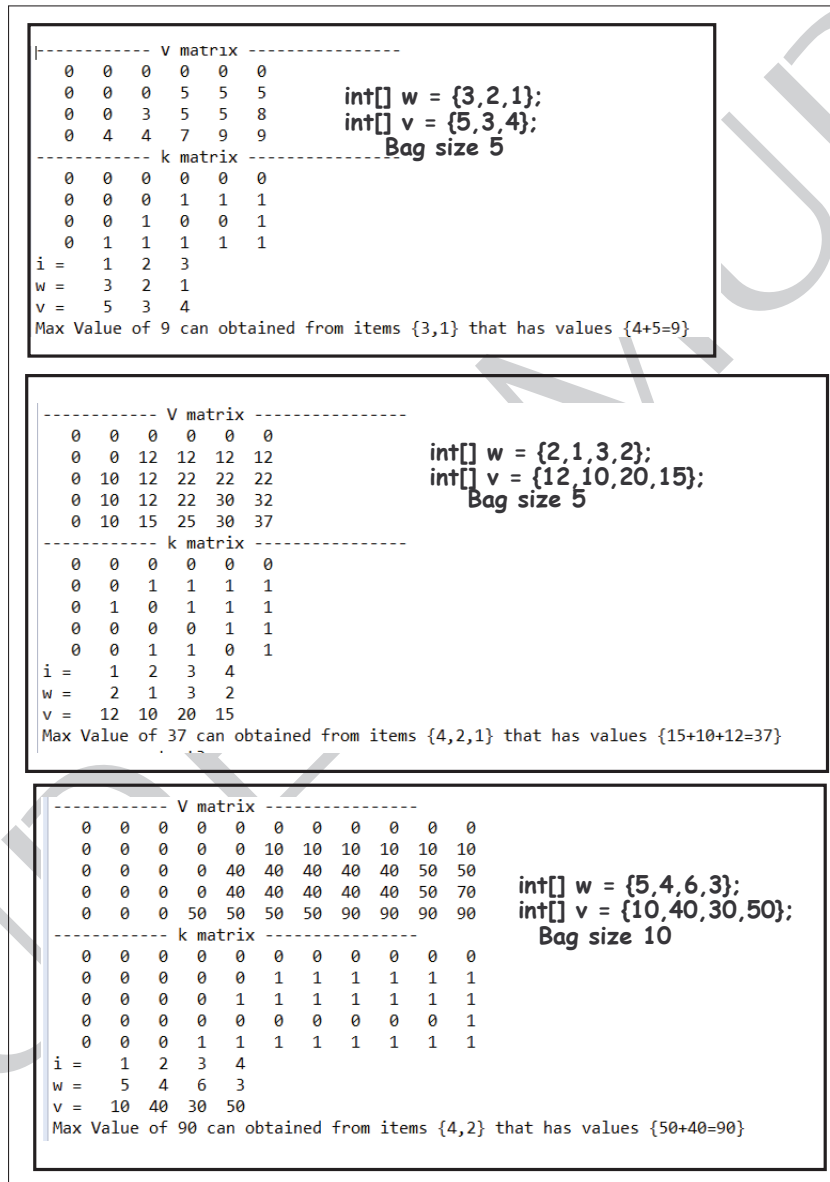 ------------ V matrix ----------------
0 0 0 0 0 0
0 0 0 5 5 5
0 0 3 5 5 8
0 4 4 7 9 9
int[] w = {3,2,1};
int[] v = {5,3,4};
Bag size 5
------------ k matrix ----------------
0 0 0 0 0 0
0 0 0 1 1 1
0 0 1 0 0 1
0 1 1 1 1 1
i = 1 2 3
w = 3 2 1
v = 5 3 4
Max Value of 9 can obtained from items {3,1} that has values {4+5=9}
------------ V matrix ----------------
0 0 0 0 0 0
0 0 12 12 12 12
0 10 12 22 22 22
0 10 12 22 30 32
0 10 15 25 30 37
int[] w = {2,1,3,2};
int[] v = {12,10,20,15};
Bag size 5
------------ k matrix ----------------
0 0 0 0 0 0
0 0 1 1 1 1
0 1 0 1 1 1
0 0 0 0 1 1
0 0 1 1 0 1
i = 1 2 3 4
w = 2 1 3 2
v = 12 10 20 15
Max Value of 37 can obtained from items {4,2,1} that has values {15+10+12=37}
------------ V matrix ----------------
0 0 0 0 0 0 0 0 0 0 0
0 0 0 0 0 10 10 10 10 10 10
0 0 0 0 40 40 40 40 40 50 50
0 0 0 0 40 40 40 40 40 50 70
0 0 0 50 50 50 50 90 90 90 90
int[] w = {5,4,6,3};
int[] v = {10,40,30,50};
Bag size 10
------------ k matrix ----------------
0 0 0 0 0 0 0 0 0 0 0
0 0 0 0 0 1 1 1 1 1 1
0 0 0 0 1 1 1 1 1 1 1
0 0 0 0 0 0 0 0 0 0 1
0 0 0 1 1 1 1 1 1 1 1
i = 1 2 3 4
w = 5 4 6 3
v = 10 40 30 50
Max Value of 90 can obtained from items {4,2} that has values {50+40=90}